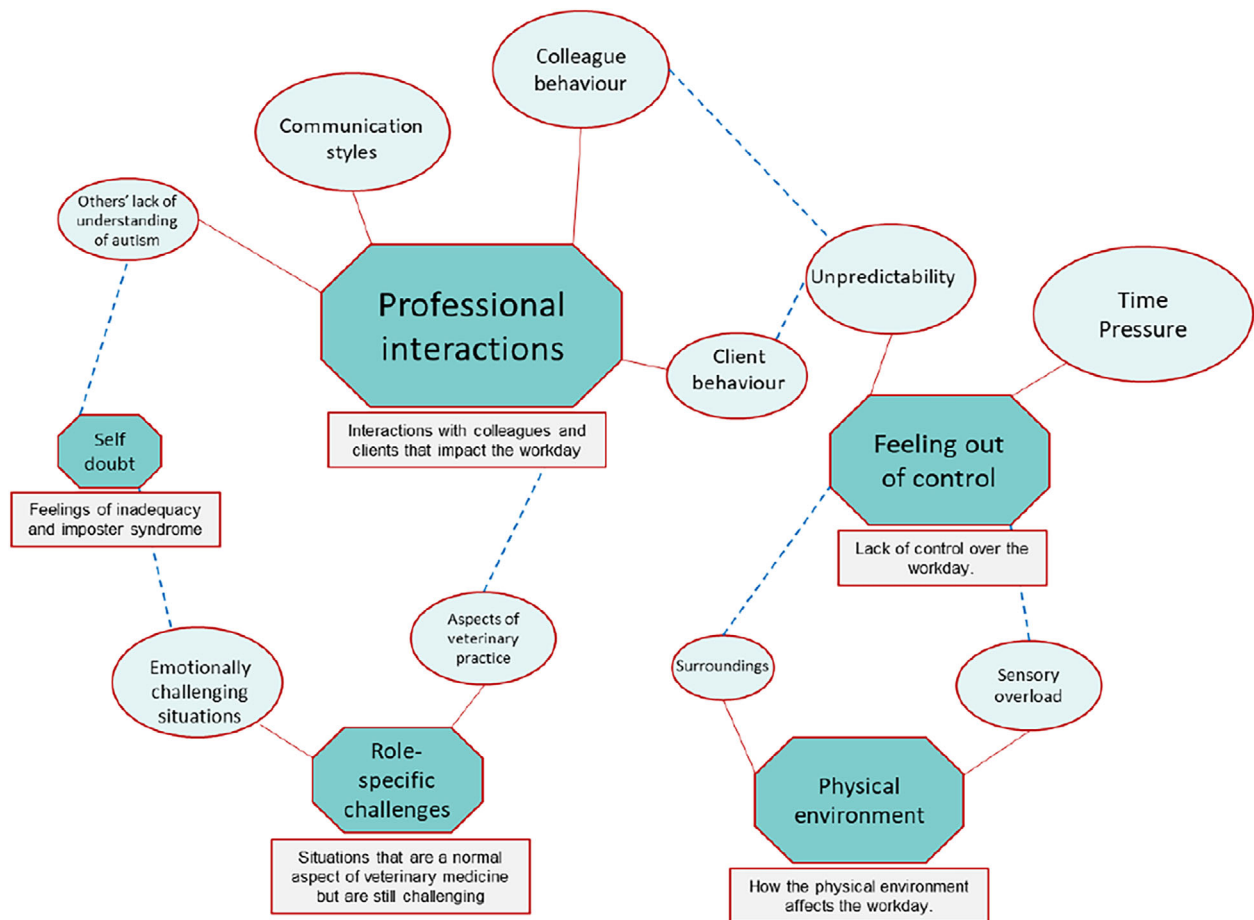 Colleague
behaviour
Communication
styles
Others’ lack of
understanding
of autism
Professional
interactions
Unpredictability
Time
Pressure
Client
behaviour
Interactions with colleagues and
clients that impact the workday
Self
doubt
Feelings of inadequacy
and imposter syndrome
Feeling out
of control
Lack of control over the
workday.
Aspects of
veterinary
practice
Emotionally
challenging
situations
Surroundings
Sensory
overload
Role-
specific
challenges
Physical
environment
Situations that are a normal
aspect of veterinary medicine
but are still challenging
How the physical environment
affects the workday.